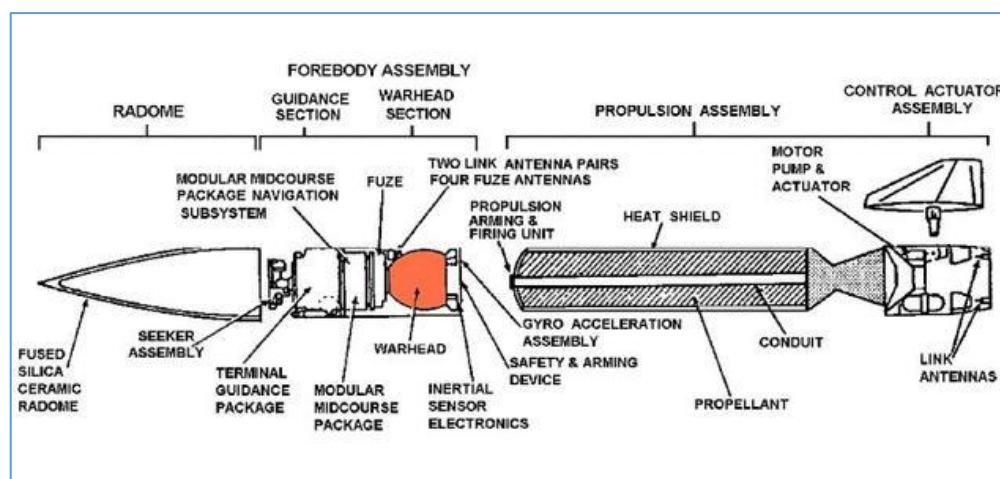 FOREBODY ASSEMBLY
RADOME
GUIDANCE
SECTION
WARHEAD
SECTION
PROPULSION ASSEMBLY
CONTROL ACTUATOR
ASSEMBLY
MODULAR MIDCOURSE
PACKAGE NAVIGATION
SUBSYSTEM
FUZE
TWO LINK ANTENNA PAIRS
FOUR FUZE ANTENNAS
PROPULSION
ARMING &
FIRING UNIT
HEAT SHIELD
MOTOR
PUMP &
ACTUATOR
FUSED
SILICA
CERAMIC
RADOME
SEEKER
ASSEMBLY
TERMINAL
GUIDANCE
PACKAGE
MODULAR
MIDCOURSE
PACKAGE
WARHEAD
INERTIAL
SENSOR
ELECTRONICS
GYRO ACCELERATION
ASSEMBLY
SAFETY & ARMING
DEVICE
PROPELLANT
CONDUIT
LINK
ANTENNAS